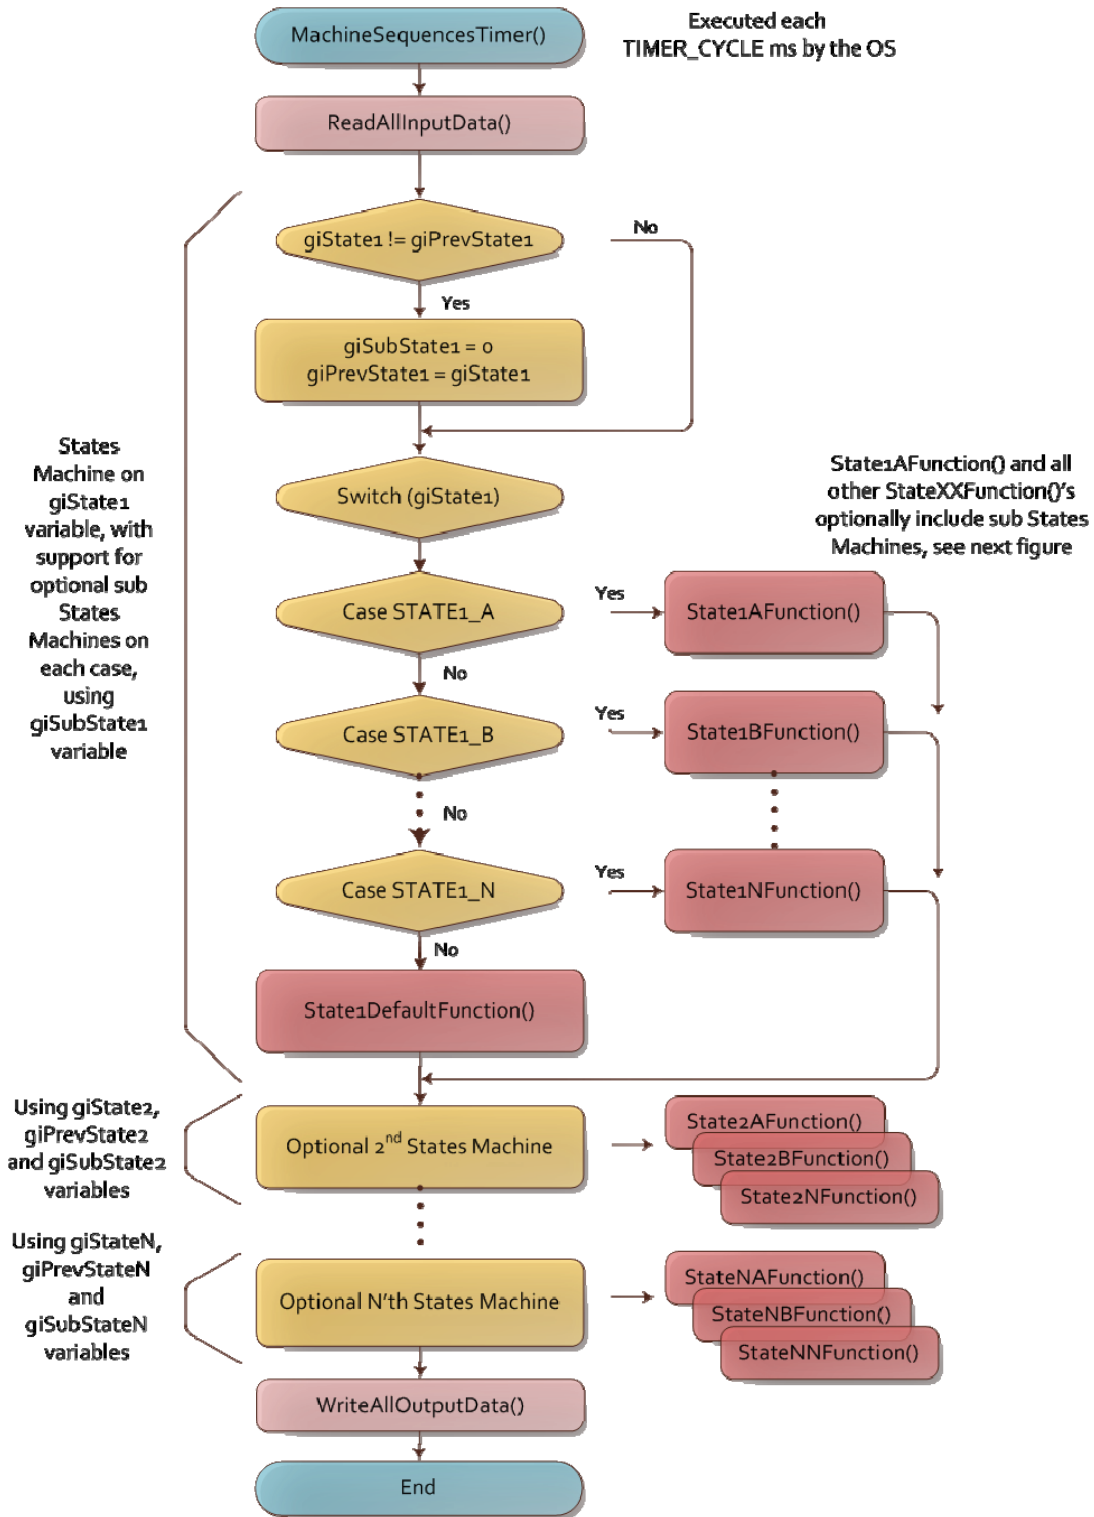 MachineSequencesTimer()
Executed each
TIMER_CYCLE ms by the OS
ReadAllInputData()
giState1 != giPrevState1
No
Yes
giSubState1 = 0
giPrevState1 = giState1
States
Machine on
giState1
variable, with
support for
optional sub
States
Machines on
each case,
using
giSubState1
variable
Switch (giState1)
State1AFunction() and all
other StateXXFunction()'s
optionally include sub States
Machines, see next figure
Case STATE1_A
Yes
State1AFunction()
No
Case STATE1_B
Yes
State1BFunction()
No
Case STATE1_N
Yes
State1NFunction()
No
State1DefaultFunction()
Using giState2,
giPrevState2
and giSubState2
variables
Optional 2nd States Machine
State2AFunction()
State2BFunction()
State2NFunction()
Using giStateN,
giPrevStateN
and
giSubStateN
variables
Optional N'th States Machine
StateNAFunction()
StateNBFunction()
StateNNFunction()
WriteAllOutputData()
End